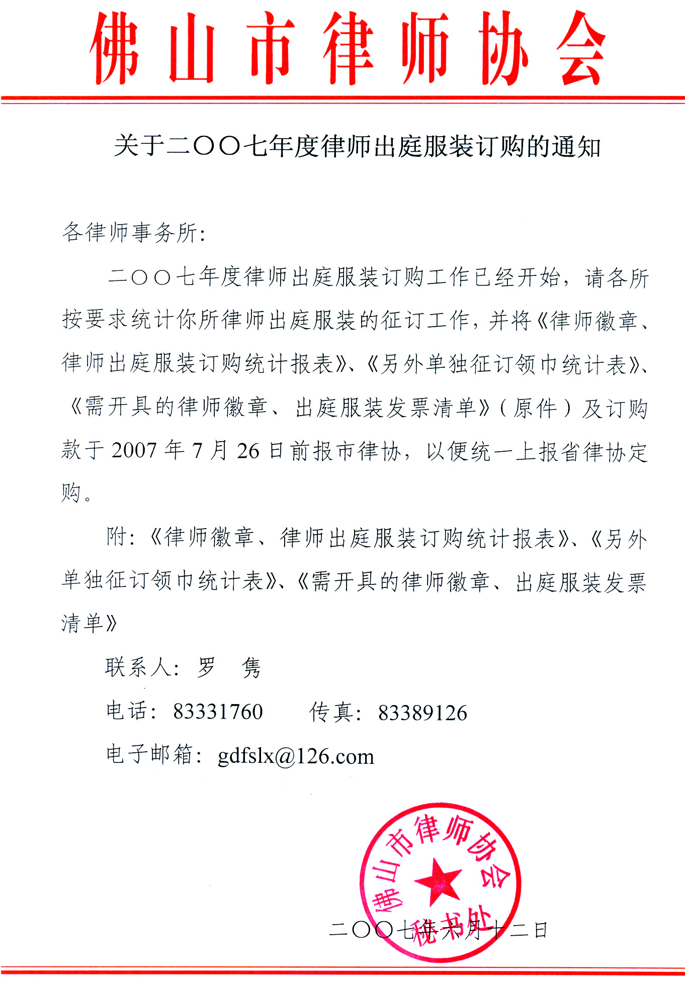 佛山市律师协会
关于二〇〇七年度律师出庭服装订购的通知
各律师事务所：
二〇〇七年度律师出庭服装订购工作已经开始，请各所
按要求统计你所律师出庭服装的征订工作，并将《律师徽章、
律师出庭服装订购统计报表》、《另外单独征订领巾统计表》、
《需开具的律师徽章、出庭服装发票清单》（原件）及订购
款于 2007 年 7 月 26 日前报市律协，以便统一上报省律协定
购。
附：《律师徽章、律师出庭服装订购统计报表》、《另外
单独征订领巾统计表》、《需开具的律师徽章、出庭服装发票
清单》
联系人：罗　隽
电话：83331760　　传真：83389126
电子邮箱：gdfslx@126.com
佛山市律师协会
秘书处
二〇〇七年六月十二日